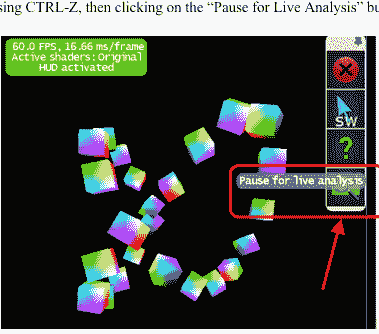 sing CTRL-Z, then clicking on the “Pause for Live Analysis” bu
60.0 FPS, 16.66 ms/frame
Active shaders: Original
HUD activated
SW
?
Pause for live analysis